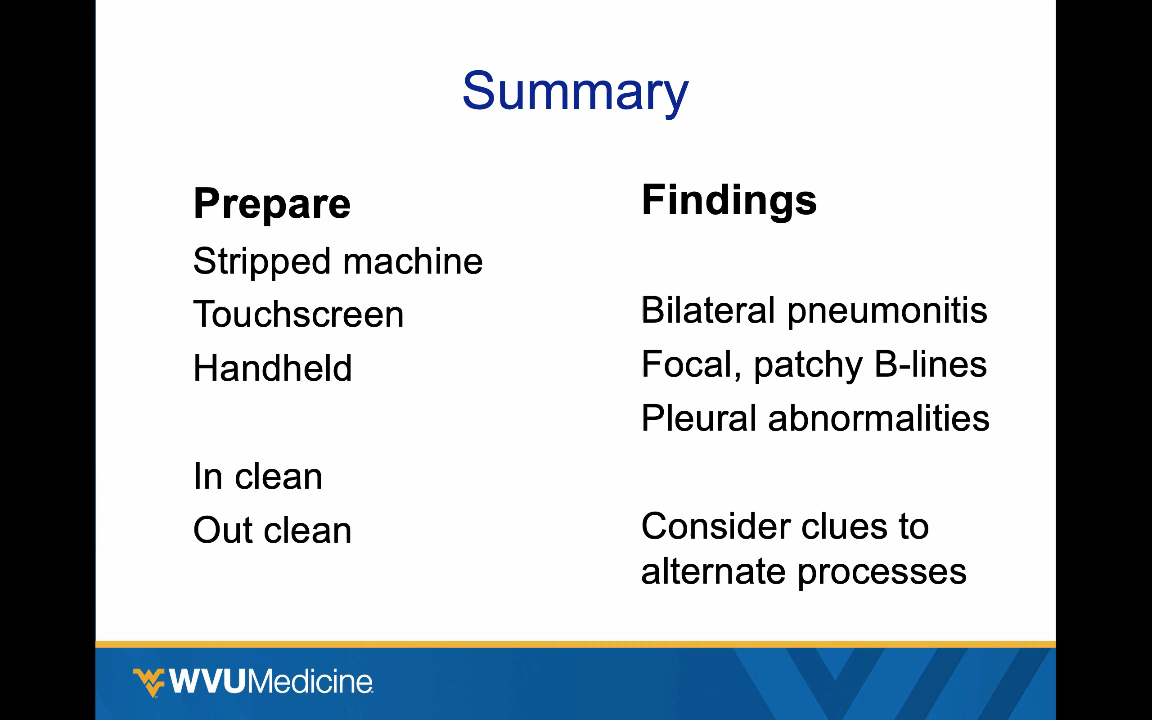 Summary
Prepare
Stripped machine
Touchscreen
Handheld
In clean
Out clean
Findings
Bilateral pneumonitis
Focal, patchy B-lines
Pleural abnormalities
Consider clues to
alternate processes
WVUMedicine